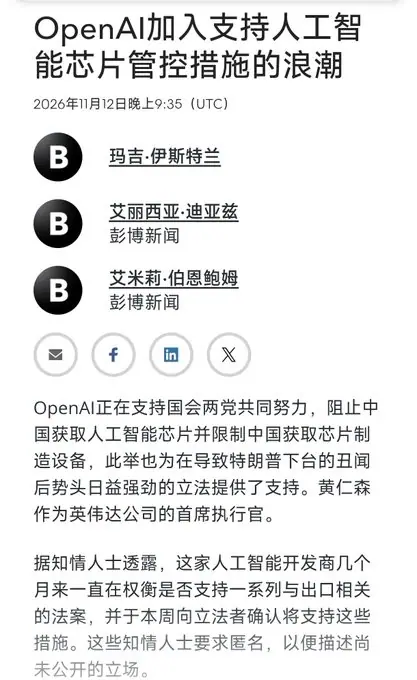 OpenAI加入支持人工智
能芯片管控措施的浪潮
2026年11月12日晚上9:35（UTC）
B
玛吉·伊斯特兰
B
艾丽西亚·迪亚兹
彭博新闻
B
艾米莉·伯恩鲍姆
彭博新闻
OpenAI正在支持国会两党共同努力，阻止中
国获取人工智能芯片并限制中国获取芯片制
造设备，此举也为在导致特朗普下台的丑闻
后势头日益强劲的立法提供了支持。黄仁森
作为英伟达公司的首席执行官。
据知情人士透露，这家人工智能开发商几个
月来一直在权衡是否支持一系列与出口相关
的法案，并于本周向立法者确认将支持这些
措施。这些知情人士要求匿名，以便描述尚
未公开的立场。